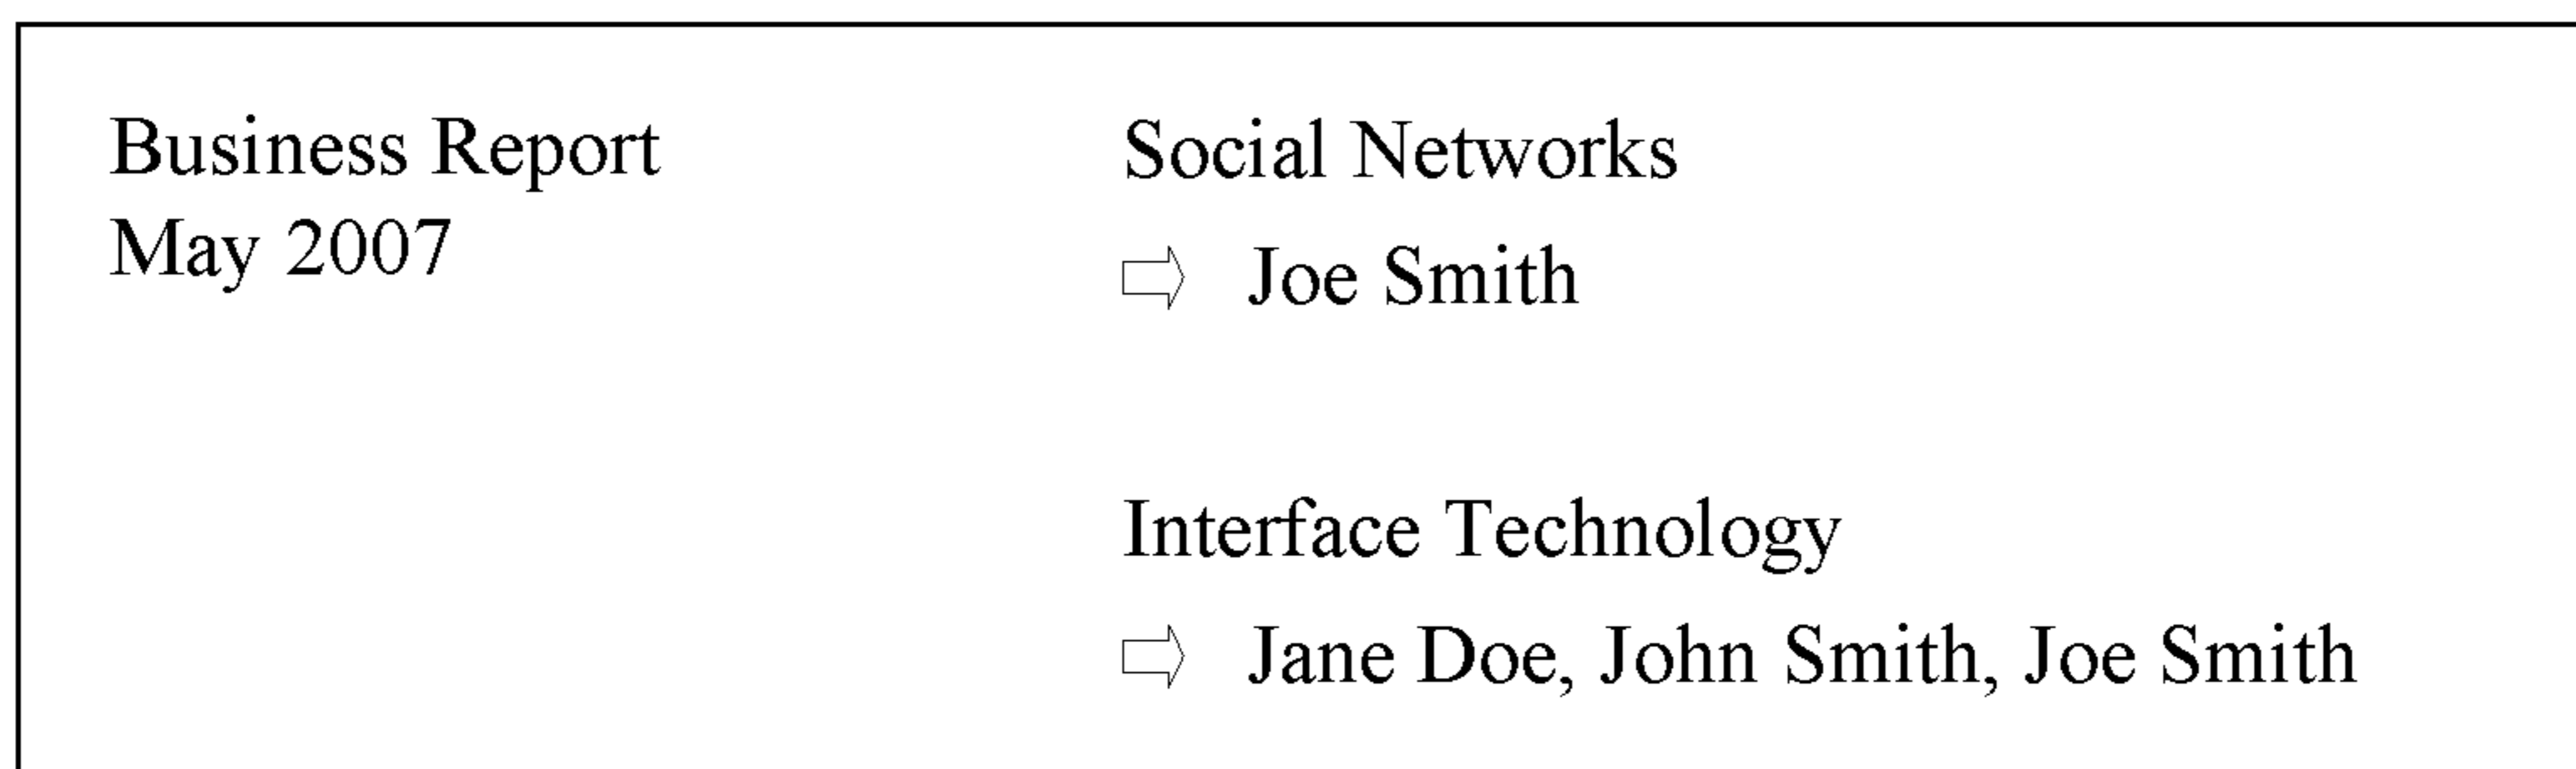 Business Report
May 2007
Social Networks
Joe Smith
Interface Technology
Jane Doe, John Smith, Joe Smith